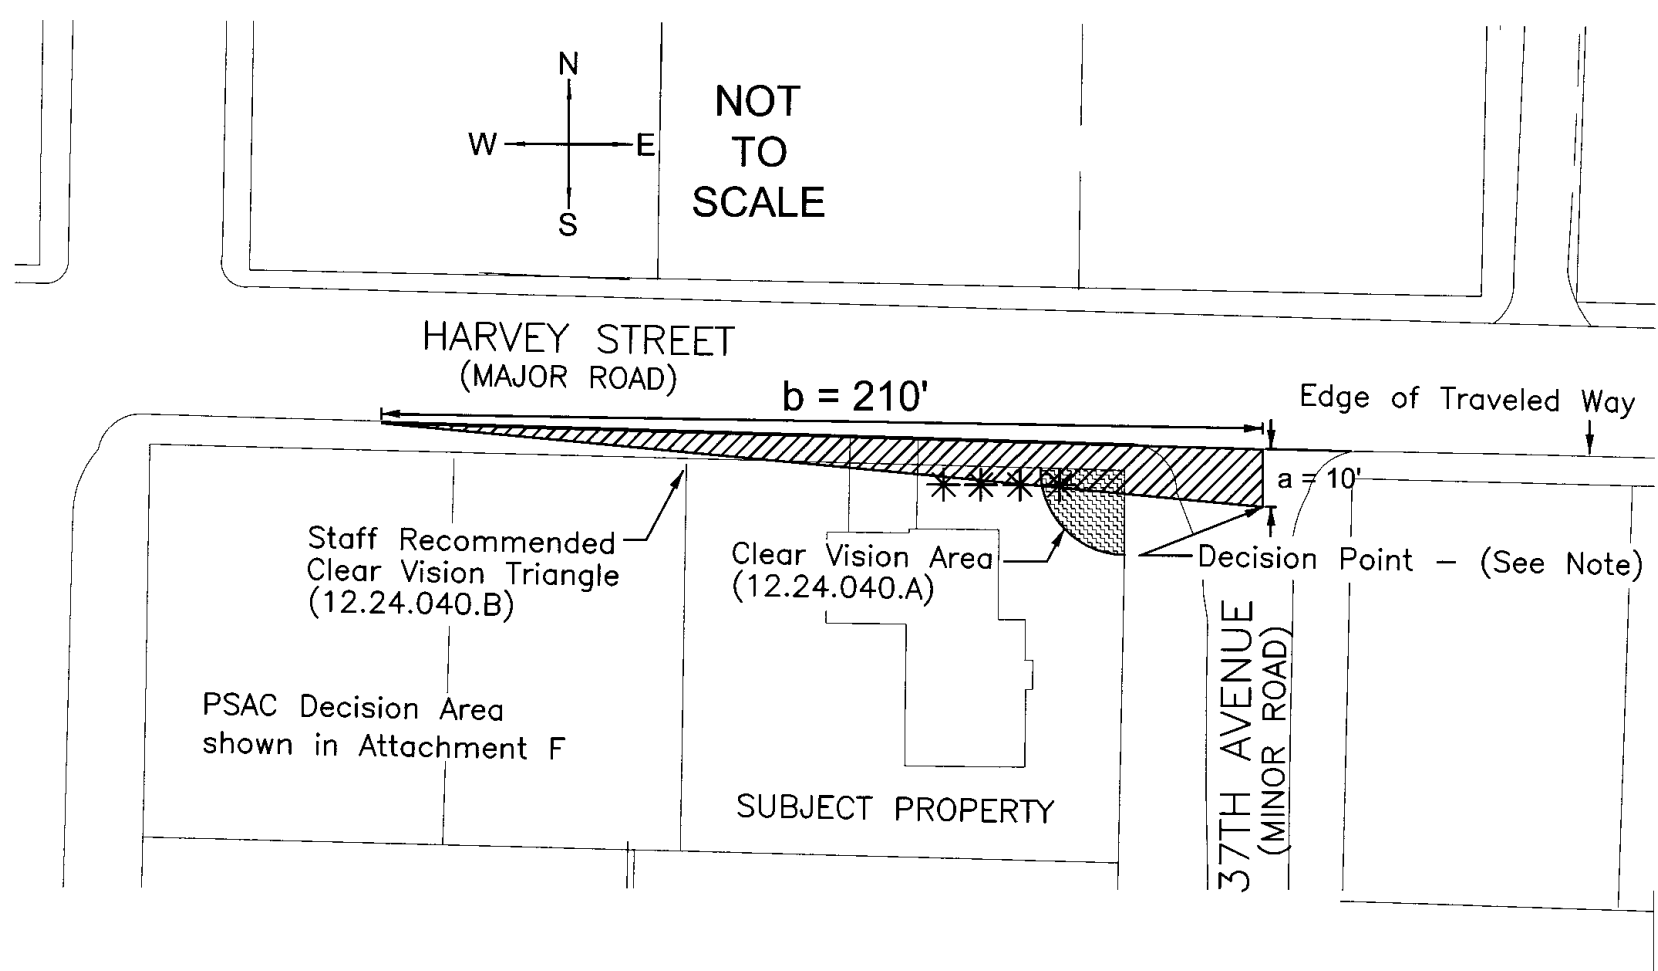 N
W E
S
NOT
TO
SCALE
HARVEY STREET
(MAJOR ROAD)
b = 210'
Edge of Traveled Way
a = 10'
Staff Recommended
Clear Vision Triangle
(12.24.040.B)
Clear Vision Area
(12.24.040.A)
Decision Point – (See Note)
PSAC Decision Area
shown in Attachment F
SUBJECT PROPERTY
37TH AVENUE
(MINOR ROAD)